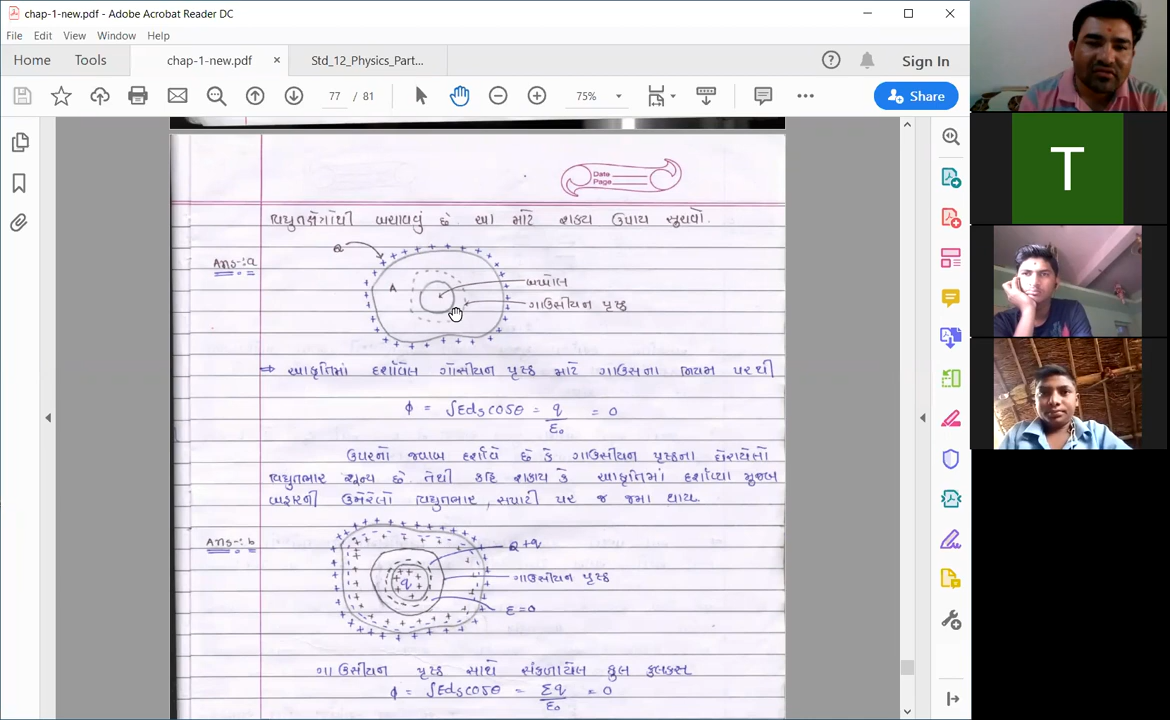 chap-1-new.pdf - Adobe Acrobat Reader DC
File Edit View Window Help
Home Tools chap-1-new.pdf × Std_12_Physics_Part... Sign In
77 / 81 75% Share
T
Date
Page
વિદ્યુતક્ષેત્રોથી બચાવવું છે. આ માટે શક્ય ઉપાય સૂચવો.
Ans-:a
Q
A
બખોલ
ગાઉસીયન પૃષ્ઠ
⇒ આકૃતિમાં દર્શાવેલ ગોસીયન પૃષ્ઠ માટે ગાઉસના નિયમ પરથી
ϕ = ∫Eds cosθ = q/ε₀ = 0
ઉપરનો જવાબ દર્શાવે છે કે ગાઉસીયન પૃષ્ઠના ઘેરાયેલો
વિદ્યુતભાર શૂન્ય છે. તેથી કહિ શકાય કે આકૃતિમાં દર્શાવ્યા મુજબ
બહારની ઉમેરેલો વિદ્યુતભાર, સપાટી પર જ જમા થાય.
Ans-:b
Q+q
q
ગાઉસીયન પૃષ્ઠ
E=0
ગાઉસીયન પૃષ્ઠ સાથે સંકળાયેલ કુલ ફલક્સ
ϕ = ∫Eds cosθ = Σq/ε₀ = 0